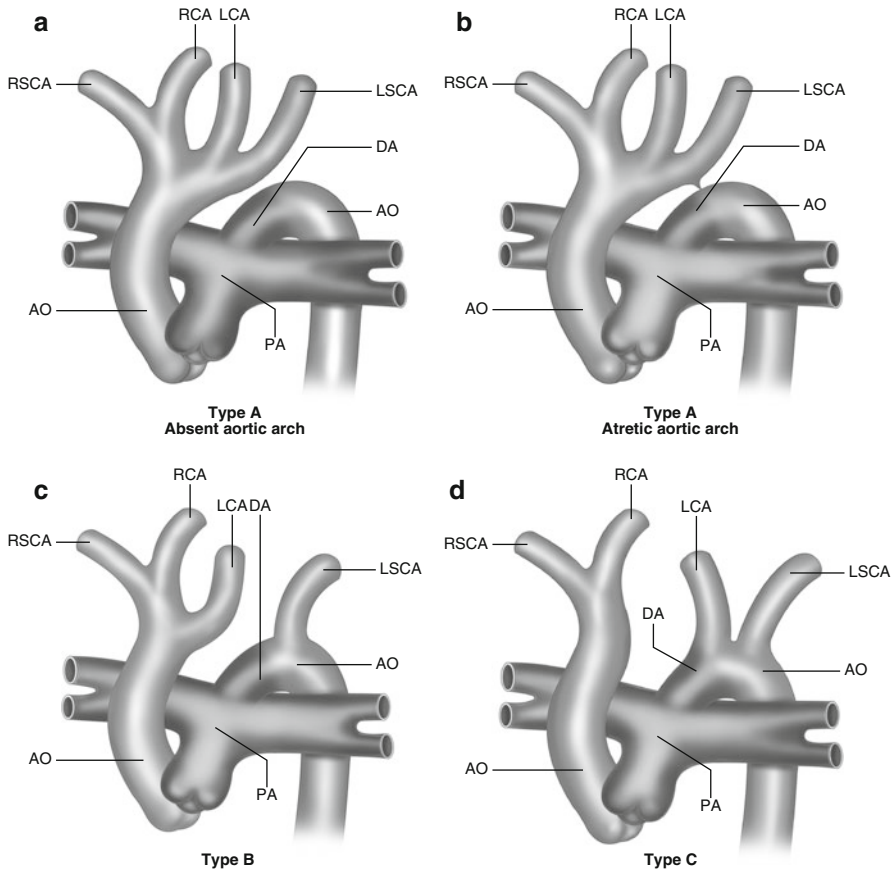 a
RCA LCA
RSCA
LSCA
DA
AO
AO
PA
Type A
Absent aortic arch
b
RCA LCA
RSCA
LSCA
DA
AO
AO
PA
Type A
Atretic aortic arch
c
RCA
LCA DA
RSCA
LSCA
AO
AO
PA
Type B
d
RCA
LCA
RSCA
LSCA
DA
AO
AO
PA
Type C